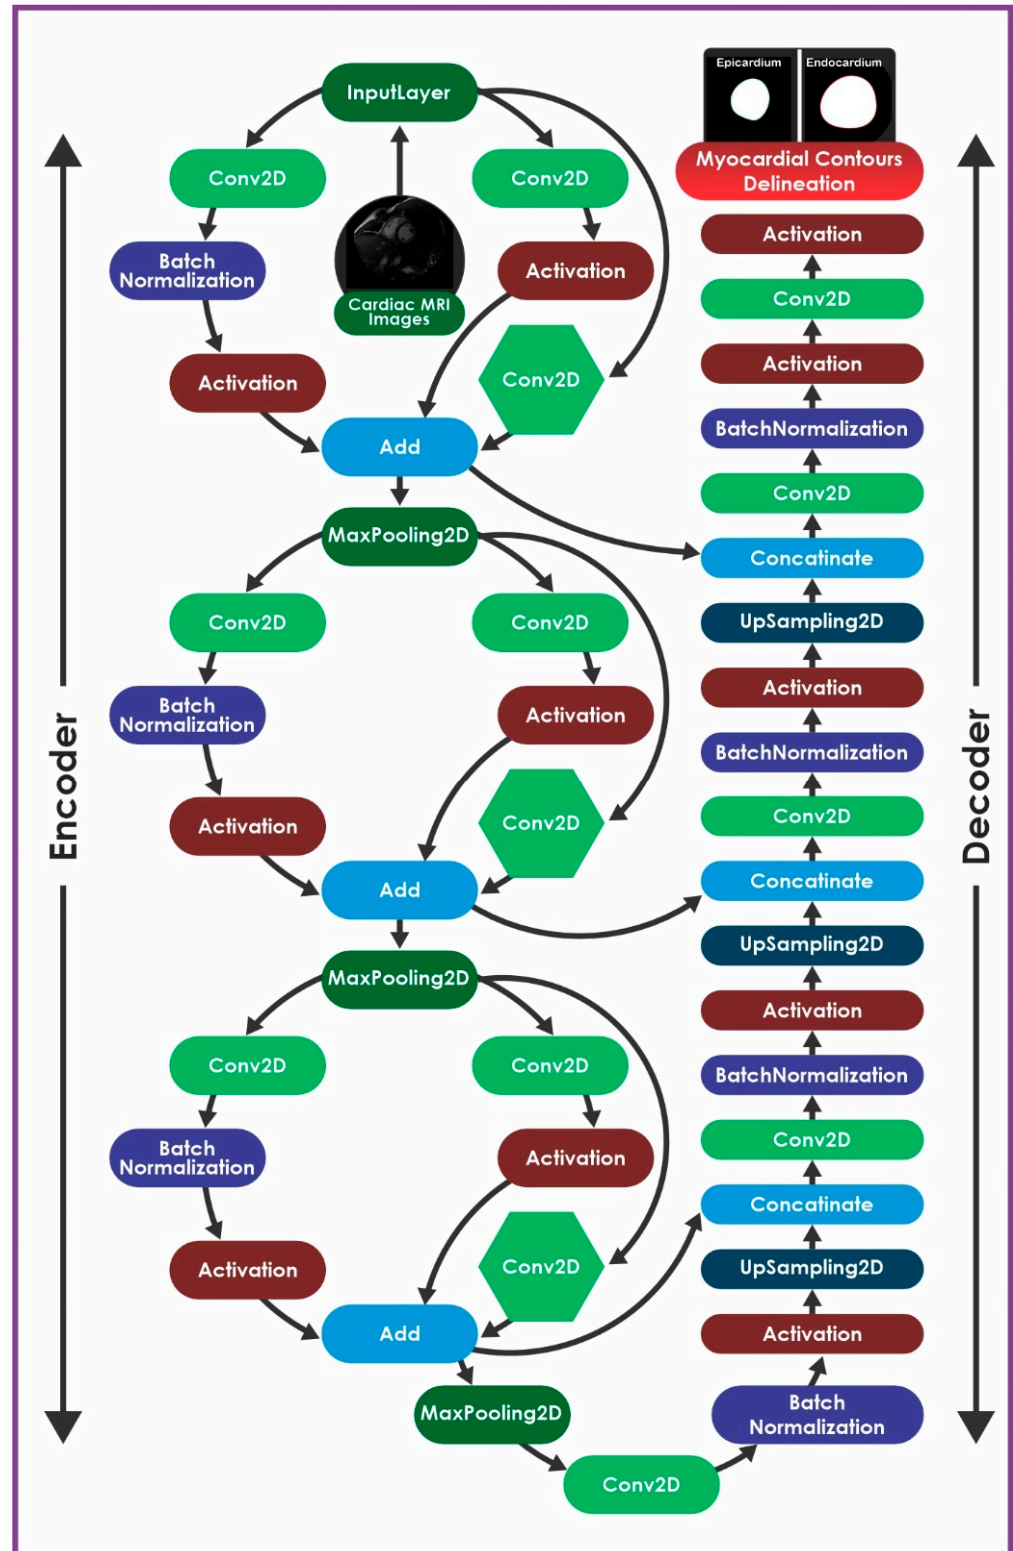 InputLayer
Conv2D
Conv2D
Batch
Normalization
Activation
Cardiac MRI
Images
Activation
Conv2D
Add
MaxPooling2D
Conv2D
Conv2D
Batch
Normalization
Activation
Activation
Conv2D
Add
MaxPooling2D
Conv2D
Conv2D
Batch
Normalization
Activation
Activation
Conv2D
Add
MaxPooling2D
Conv2D
Encoder
Epicardium
Endocardium
Myocardial Contours
Delineation
Activation
Conv2D
Activation
BatchNormalization
Conv2D
Concatinate
UpSampling2D
Activation
BatchNormalization
Conv2D
Concatinate
UpSampling2D
Activation
BatchNormalization
Conv2D
Concatinate
UpSampling2D
Activation
Batch
Normalization
Decoder